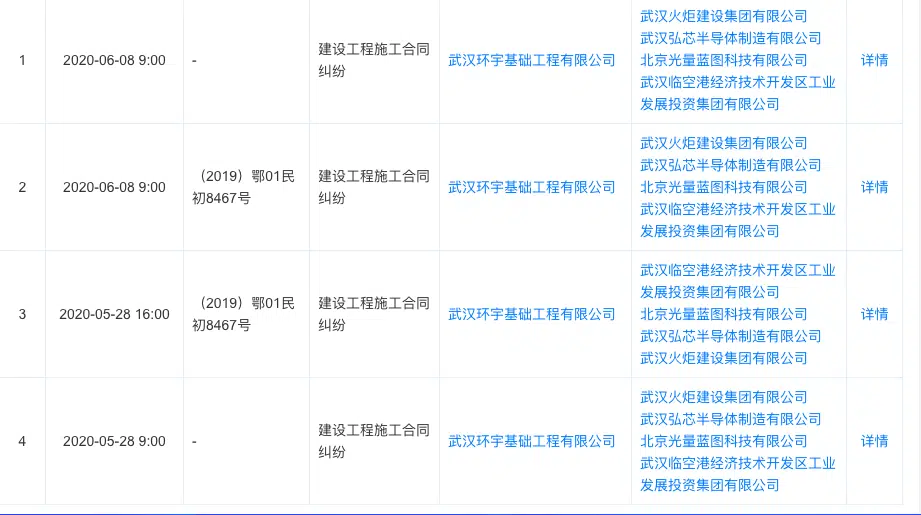 1
2020-06-08 9:00
-
建设工程施工合同
纠纷
武汉环宇基础工程有限公司
武汉火炬建设集团有限公司
武汉弘芯半导体制造有限公司
北京光量蓝图科技有限公司
武汉临空港经济技术开发区工业
发展投资集团有限公司
详情
2
2020-06-08 9:00
（2019）鄂01民
初8467号
建设工程施工合同
纠纷
武汉环宇基础工程有限公司
武汉火炬建设集团有限公司
武汉弘芯半导体制造有限公司
北京光量蓝图科技有限公司
武汉临空港经济技术开发区工业
发展投资集团有限公司
详情
3
2020-05-28 16:00
（2019）鄂01民
初8467号
建设工程施工合同
纠纷
武汉环宇基础工程有限公司
武汉临空港经济技术开发区工业
发展投资集团有限公司
北京光量蓝图科技有限公司
武汉弘芯半导体制造有限公司
武汉火炬建设集团有限公司
详情
4
2020-05-28 9:00
-
建设工程施工合同
纠纷
武汉环宇基础工程有限公司
武汉火炬建设集团有限公司
武汉弘芯半导体制造有限公司
北京光量蓝图科技有限公司
武汉临空港经济技术开发区工业
发展投资集团有限公司
详情